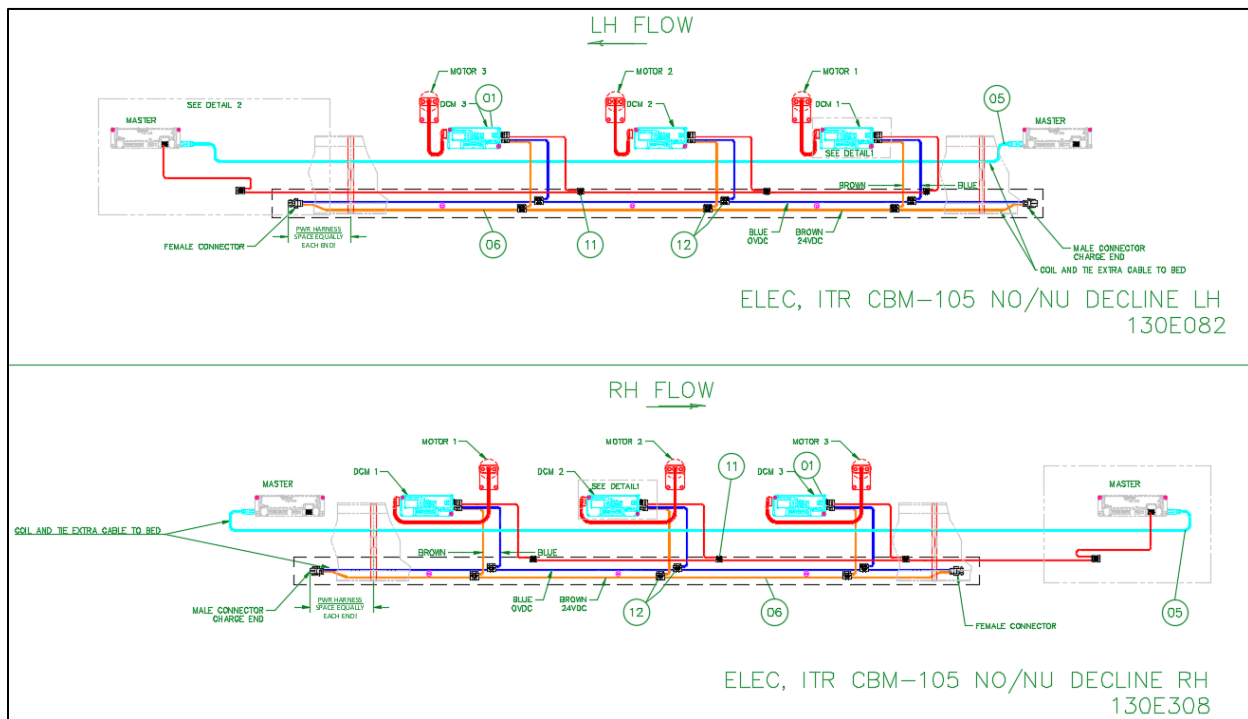 LH FLOW
MOTOR 3
MOTOR 2
MOTOR 1
SEE DETAIL 2
DCM 3
01
DCM 2
DCM 1
05
MASTER
MASTER
SEE DETAIL1
BROWN
BLUE
FEMALE CONNECTOR
PWR HARNESS
SPACE EQUALLY
EACH END!
06
11
12
BLUE
0VDC
BROWN
24VDC
MALE CONNECTOR
CHARGE END
COIL AND TIE EXTRA CABLE TO BED
ELEC, ITR CBM-105 NO/NU DECLINE LH
130E082
RH FLOW
MOTOR 1
MOTOR 2
MOTOR 3
11
01
DCM 1
DCM 2
DCM 3
SEE DETAIL1
MASTER
MASTER
COIL AND TIE EXTRA CABLE TO BED
BROWN
BLUE
MALE CONNECTOR
CHARGE END
PWR HARNESS
SPACE EQUALLY
EACH END!
BLUE
0VDC
BROWN
24VDC
12
06
05
FEMALE CONNECTOR
ELEC, ITR CBM-105 NO/NU DECLINE RH
130E308